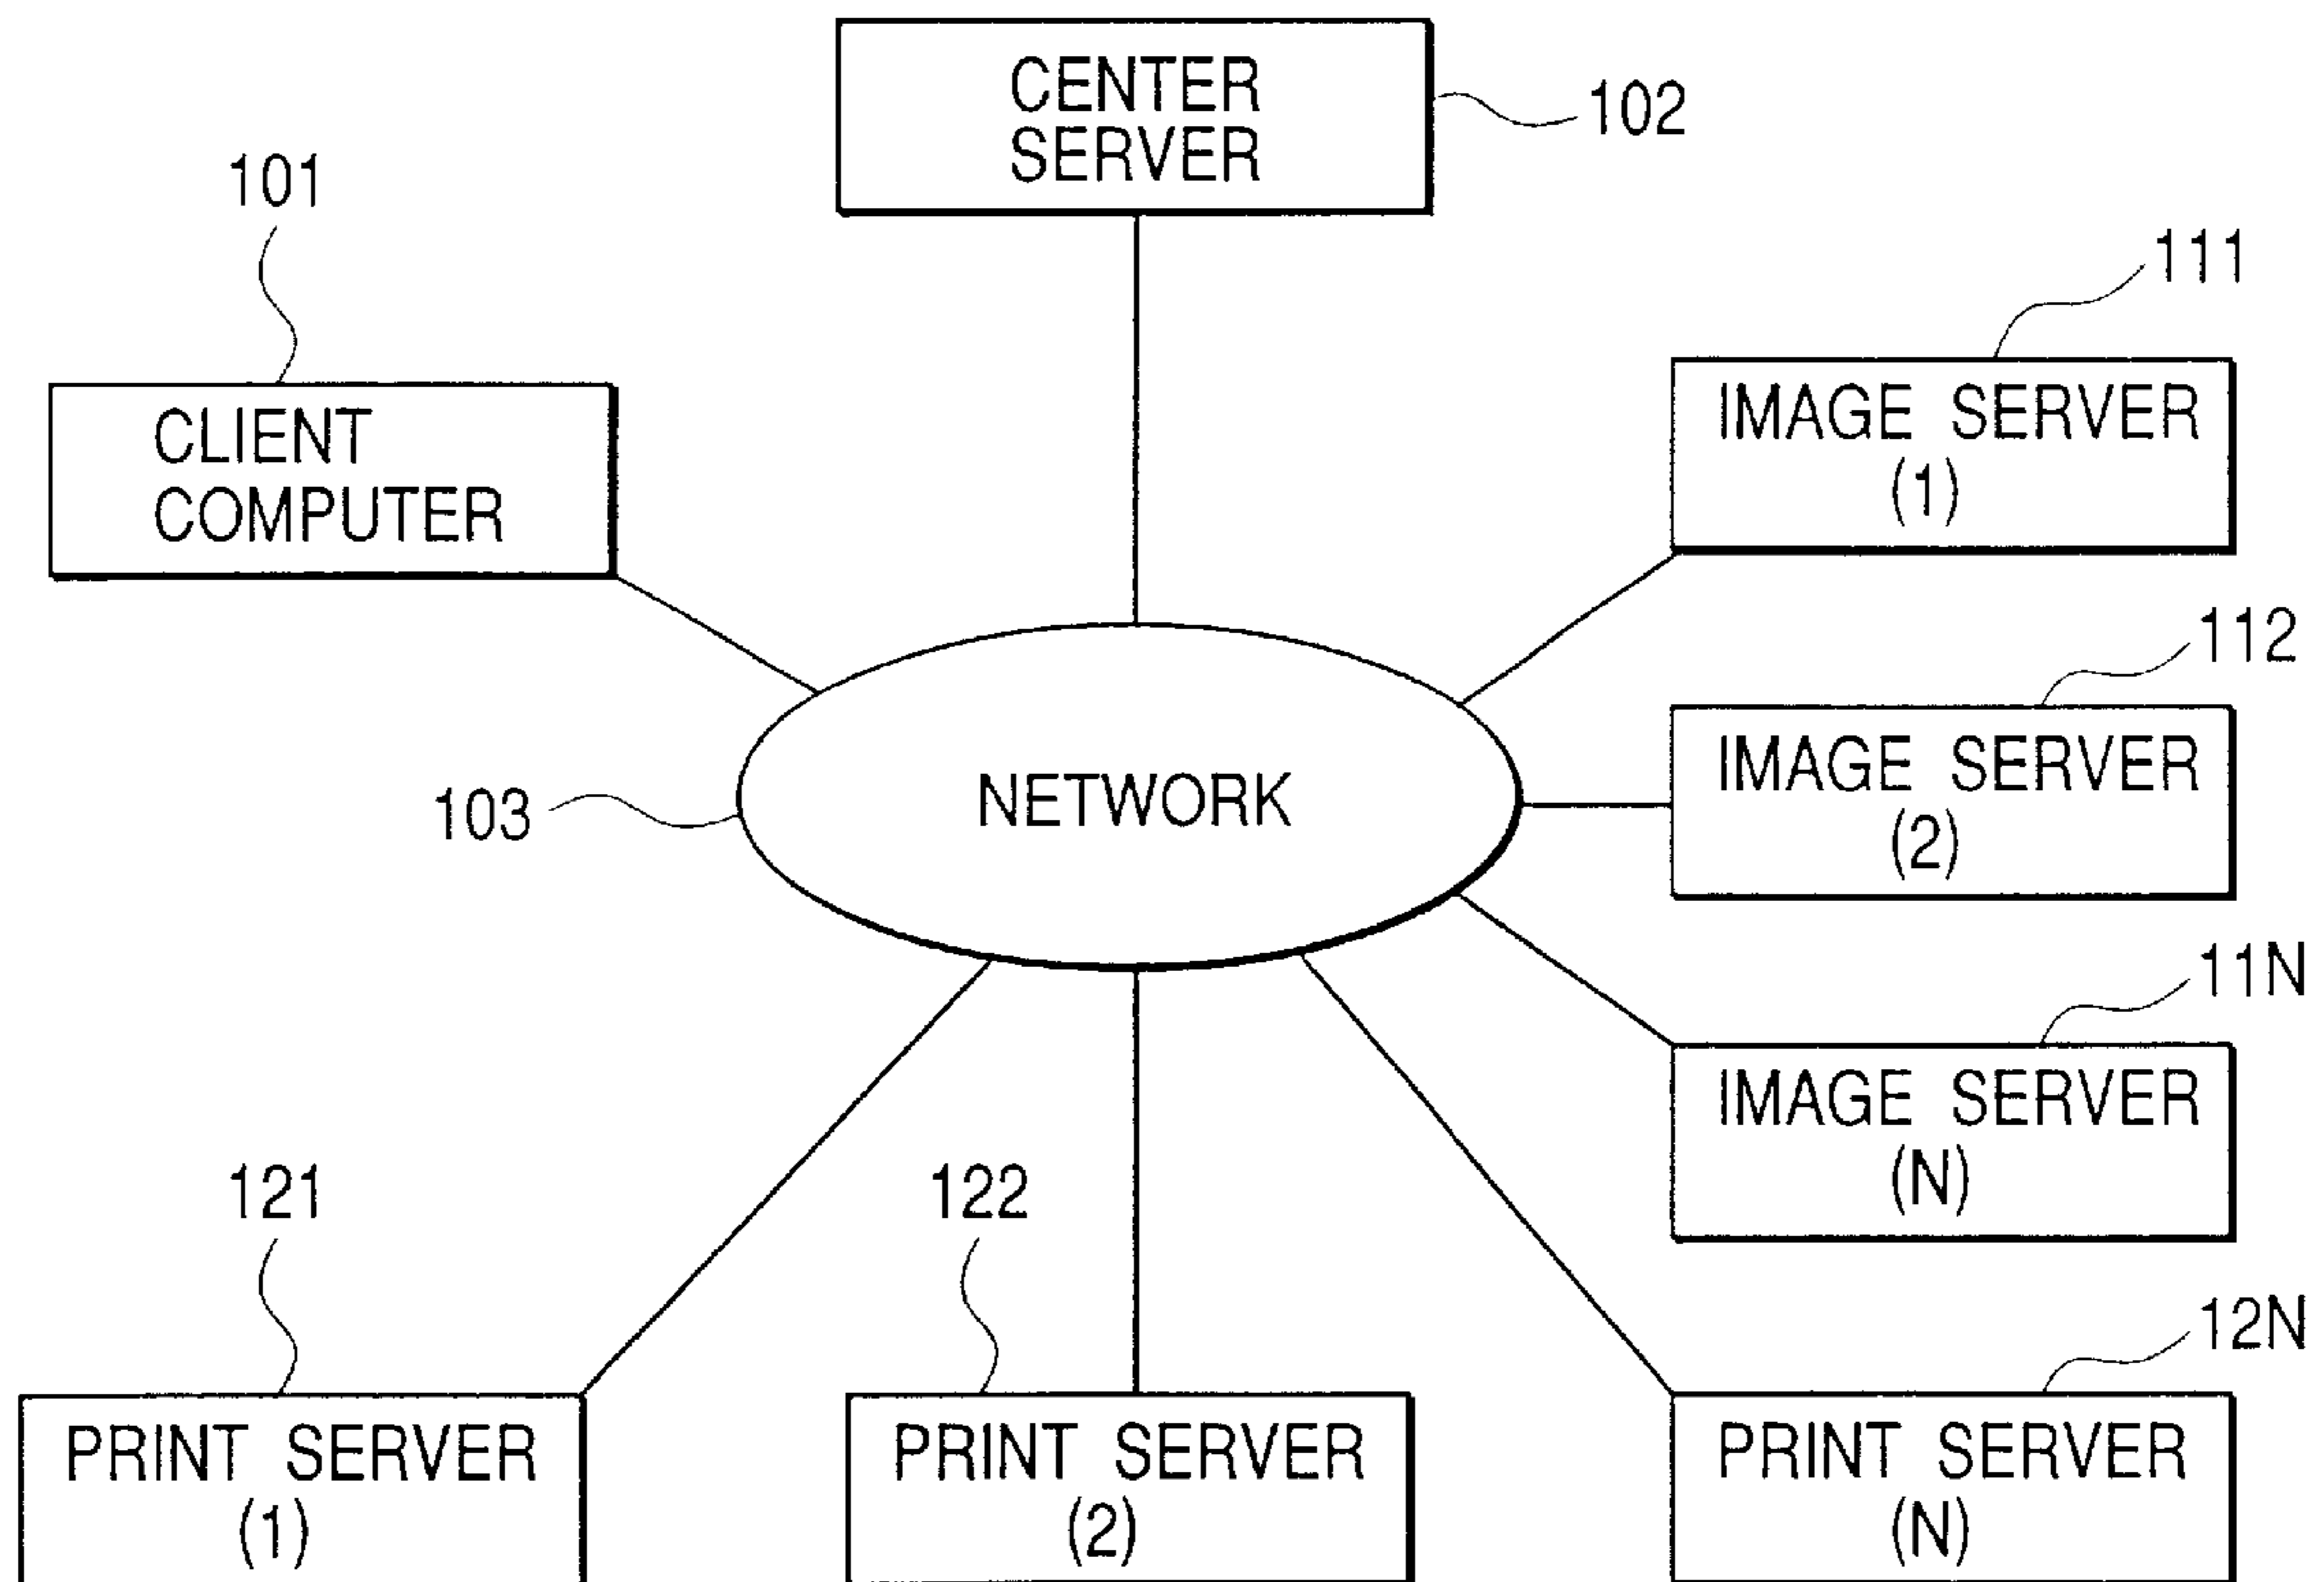 CENTER
SERVER
102
101
111
CLIENT
COMPUTER
IMAGE SERVER
(1)
112
IMAGE SERVER
(2)
NETWORK
103
11N
IMAGE SERVER
(N)
121
122
12N
PRINT SERVER
(1)
PRINT SERVER
(2)
PRINT SERVER
(N)